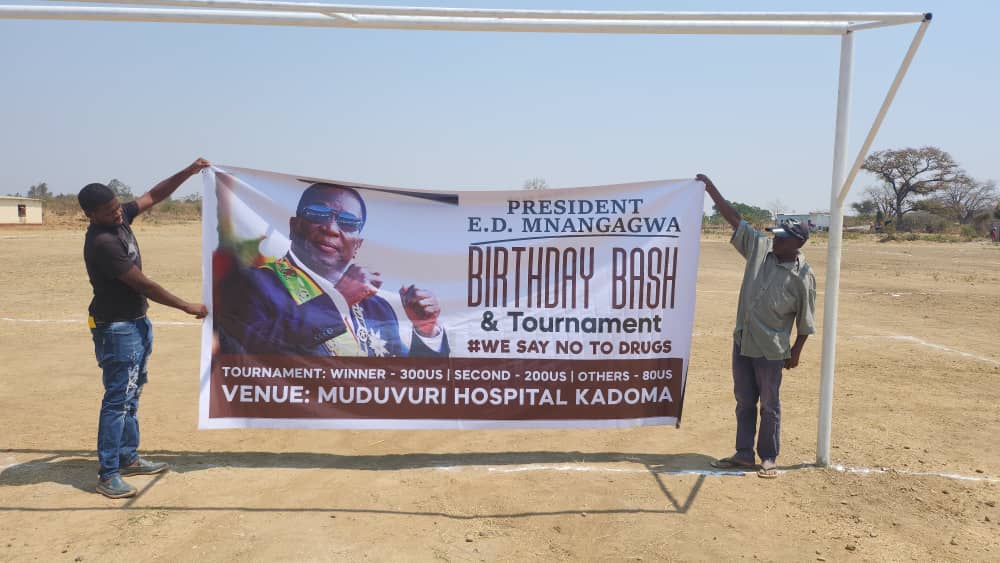 PRESIDENT
E.D. MNANGAGWA
BIRTHDAY BASH
& Tournament
#WE SAY NO TO DRUGS
TOURNAMENT: WINNER - 300US | SECOND - 200US | OTHERS - 80US
VENUE: MUDUVURI HOSPITAL KADOMA